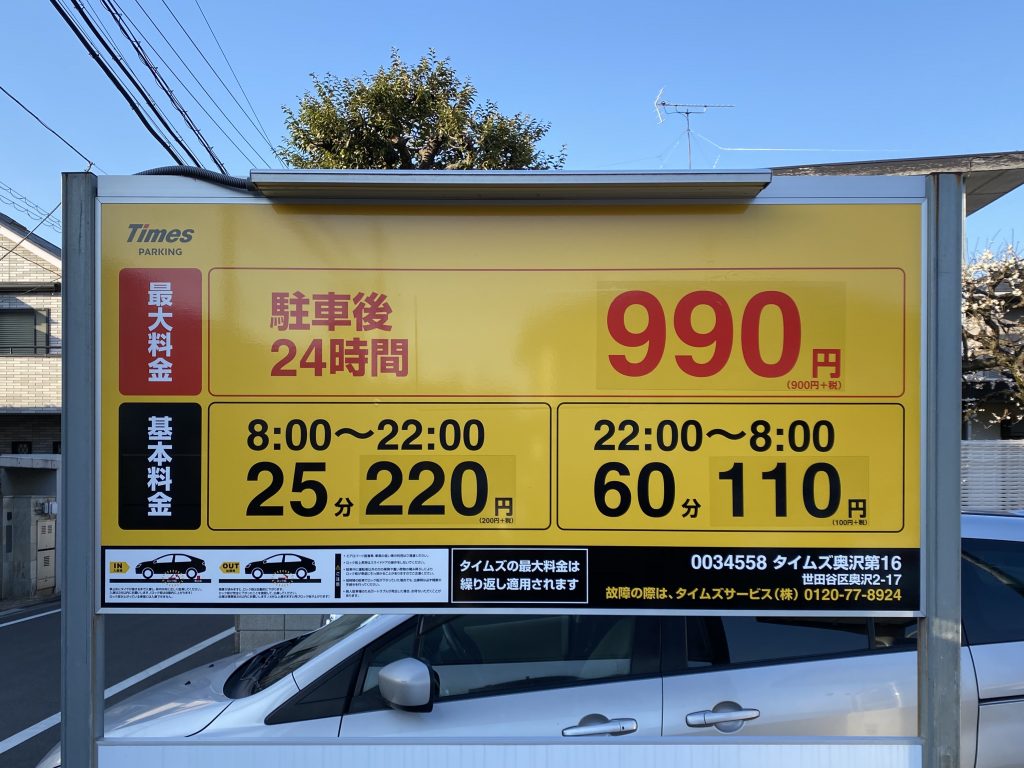 Times
PARKING
最大料金
駐車後
24時間
990円
(900円+税)
基本料金
8:00～22:00
25分 220円
(200円+税)
22:00～8:00
60分 110円
(100円+税)
IN
入庫時
OUT
出庫時
タイムズの最大料金は
繰り返し適用されます
0034558 タイムズ奥沢第16
世田谷区奥沢2-17
故障の際は、タイムズサービス(株) 0120-77-8924